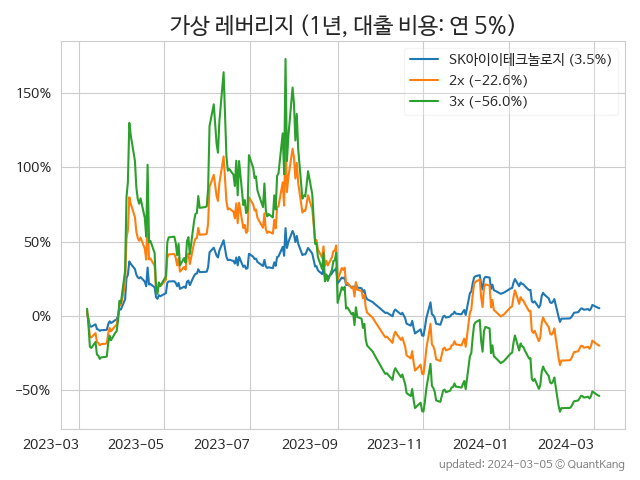 가상 레버리지 (1년, 대출 비용: 연 5%)
SK아이이테크놀로지 (3.5%)
2x (−22.6%)
3x (−56.0%)
150%
100%
50%
0%
−50%
2023−03 2023−05 2023−07 2023−09 2023−11 2024−01 2024−03
updated: 2024−03−05 © QuantKang